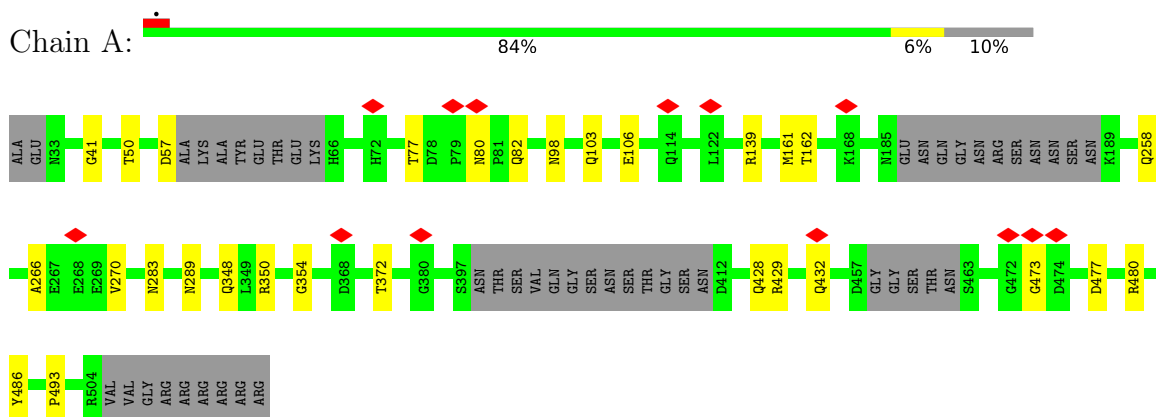 Chain A:
84% 6% 10%
ALA GLU N33 G41 T50 D57 ALA LYS ALA TYR GLU THR GLU LYS H66 H72 T77 D78 P79 N80 P81 Q82 N98 Q103 E106 Q114 L122 R139 M161 T162 K168 N185 GLU ASN GLN GLY ASN ARG SER ASN ASN SER ASN K189 Q258
A266 E267 E268 E269 V270 N283 N289 Q348 L349 R350 G354 D368 T372 G380 S397 ASN THR SER VAL GLN GLY SER ASN SER THR GLY SER ASN D412 Q428 R429 Q432 D457 GLY GLY SER THR ASN S463 G472 G473 D474 D477 R480
Y486 P493 R504 VAL VAL GLY ARG ARG ARG ARG ARG ARG